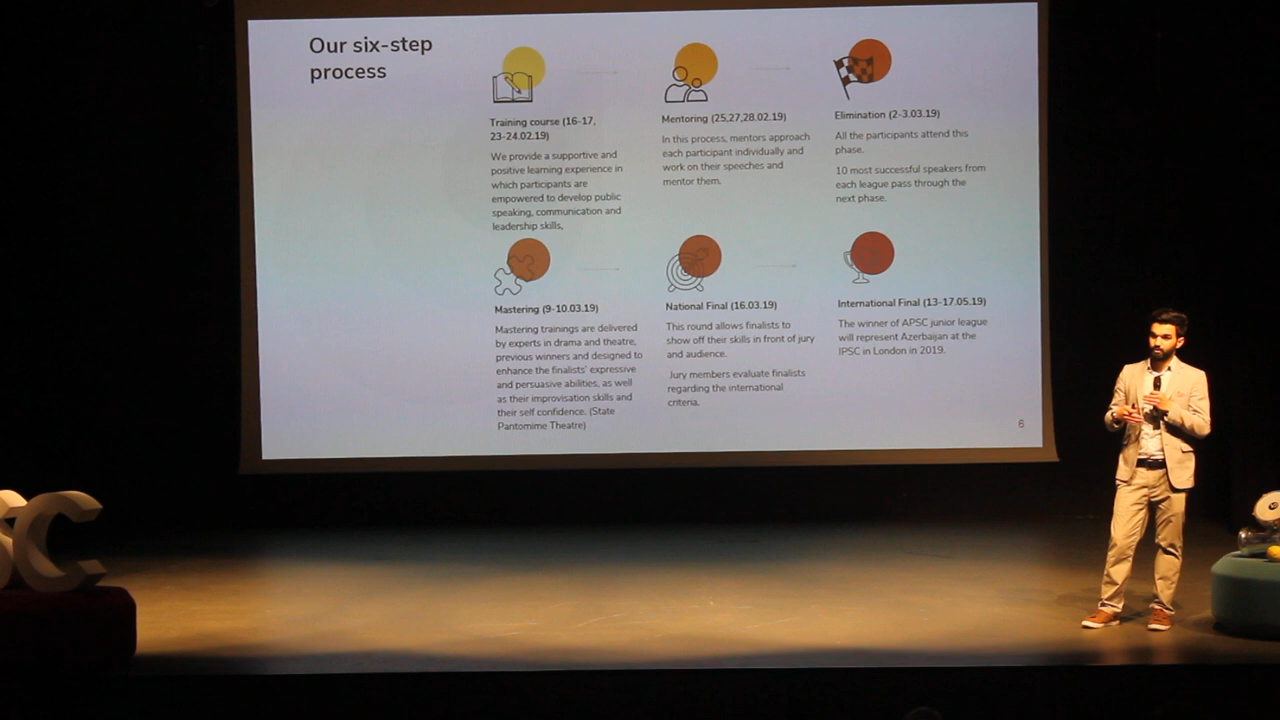 Our six-step
process
Training course (16-17,
23-24.02.19)
We provide a supportive and
positive learning experience in
which participants are
empowered to develop public
speaking, communication and
leadership skills,
Mentoring (25,27,28.02.19)
In this process, mentors approach
each participant individually and
work on their speeches and
mentor them.
Elimination (2-3.03.19)
All the participants attend this
phase.
10 most successful speakers from
each league pass through the
next phase.
Mastering (9-10.03.19)
Mastering trainings are delivered
by experts in drama and theatre,
previous winners and designed to
enhance the finalists' expressive
and persuasive abilities, as well
as their improvisation skills and
their self confidence. (State
Pantomime Theatre)
National Final (16.03.19)
This round allows finalists to
show off their skills in front of jury
and audience.
Jury members evaluate finalists
regarding the international
criteria.
International Final (13-17.05.19)
The winner of APSC junior league
will represent Azerbaijan at the
IPSC in London in 2019.
6
SC